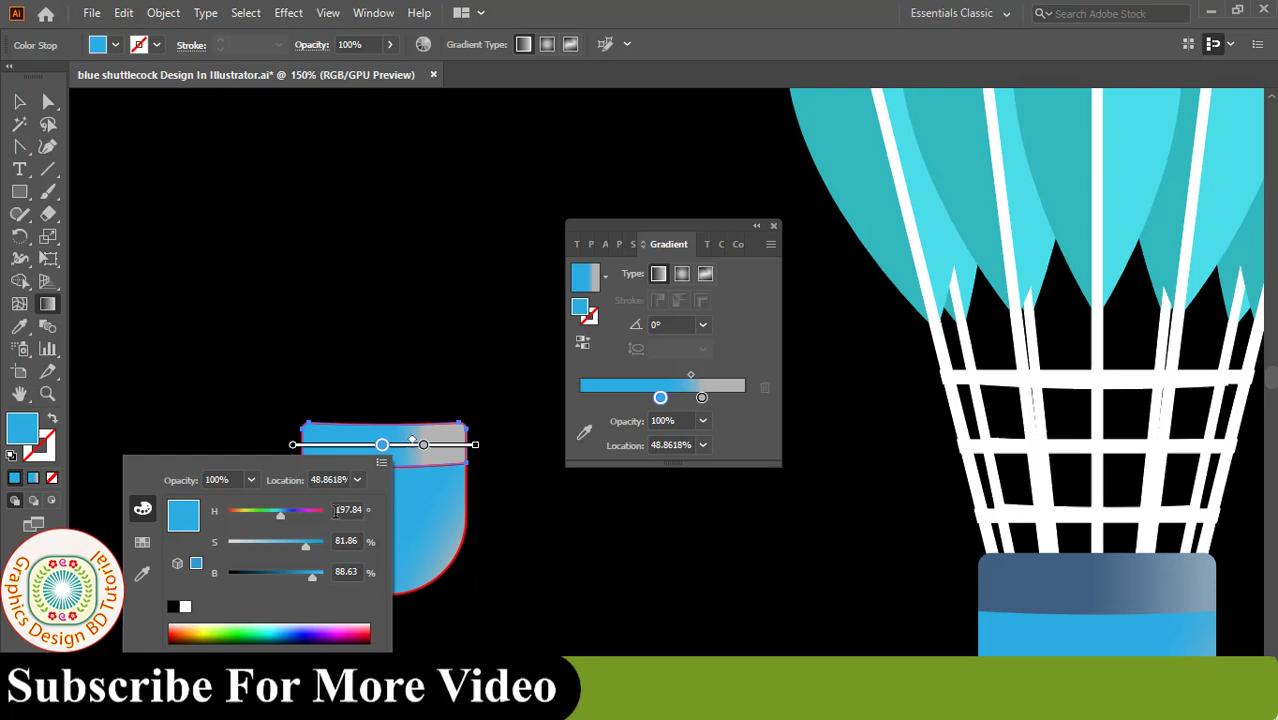 Ai File Edit Object Type Select Effect View Window Help Essentials Classic Search Adobe Stock
Color Stop Stroke: Opacity: 100% Gradient Type:
blue shuttlecock Design In Illustrator.ai* @ 150% (RGB/GPU Preview)
T P A P S Gradient T C Co
Type:
Stroke:
0°
Opacity: 100%
Location: 48.8618%
Opacity: 100% Location: 48.8618%
H 197.84 °
S 81.86 %
B 88.63 %
Graphics Design BD Tutorial
Subscribe For More Video